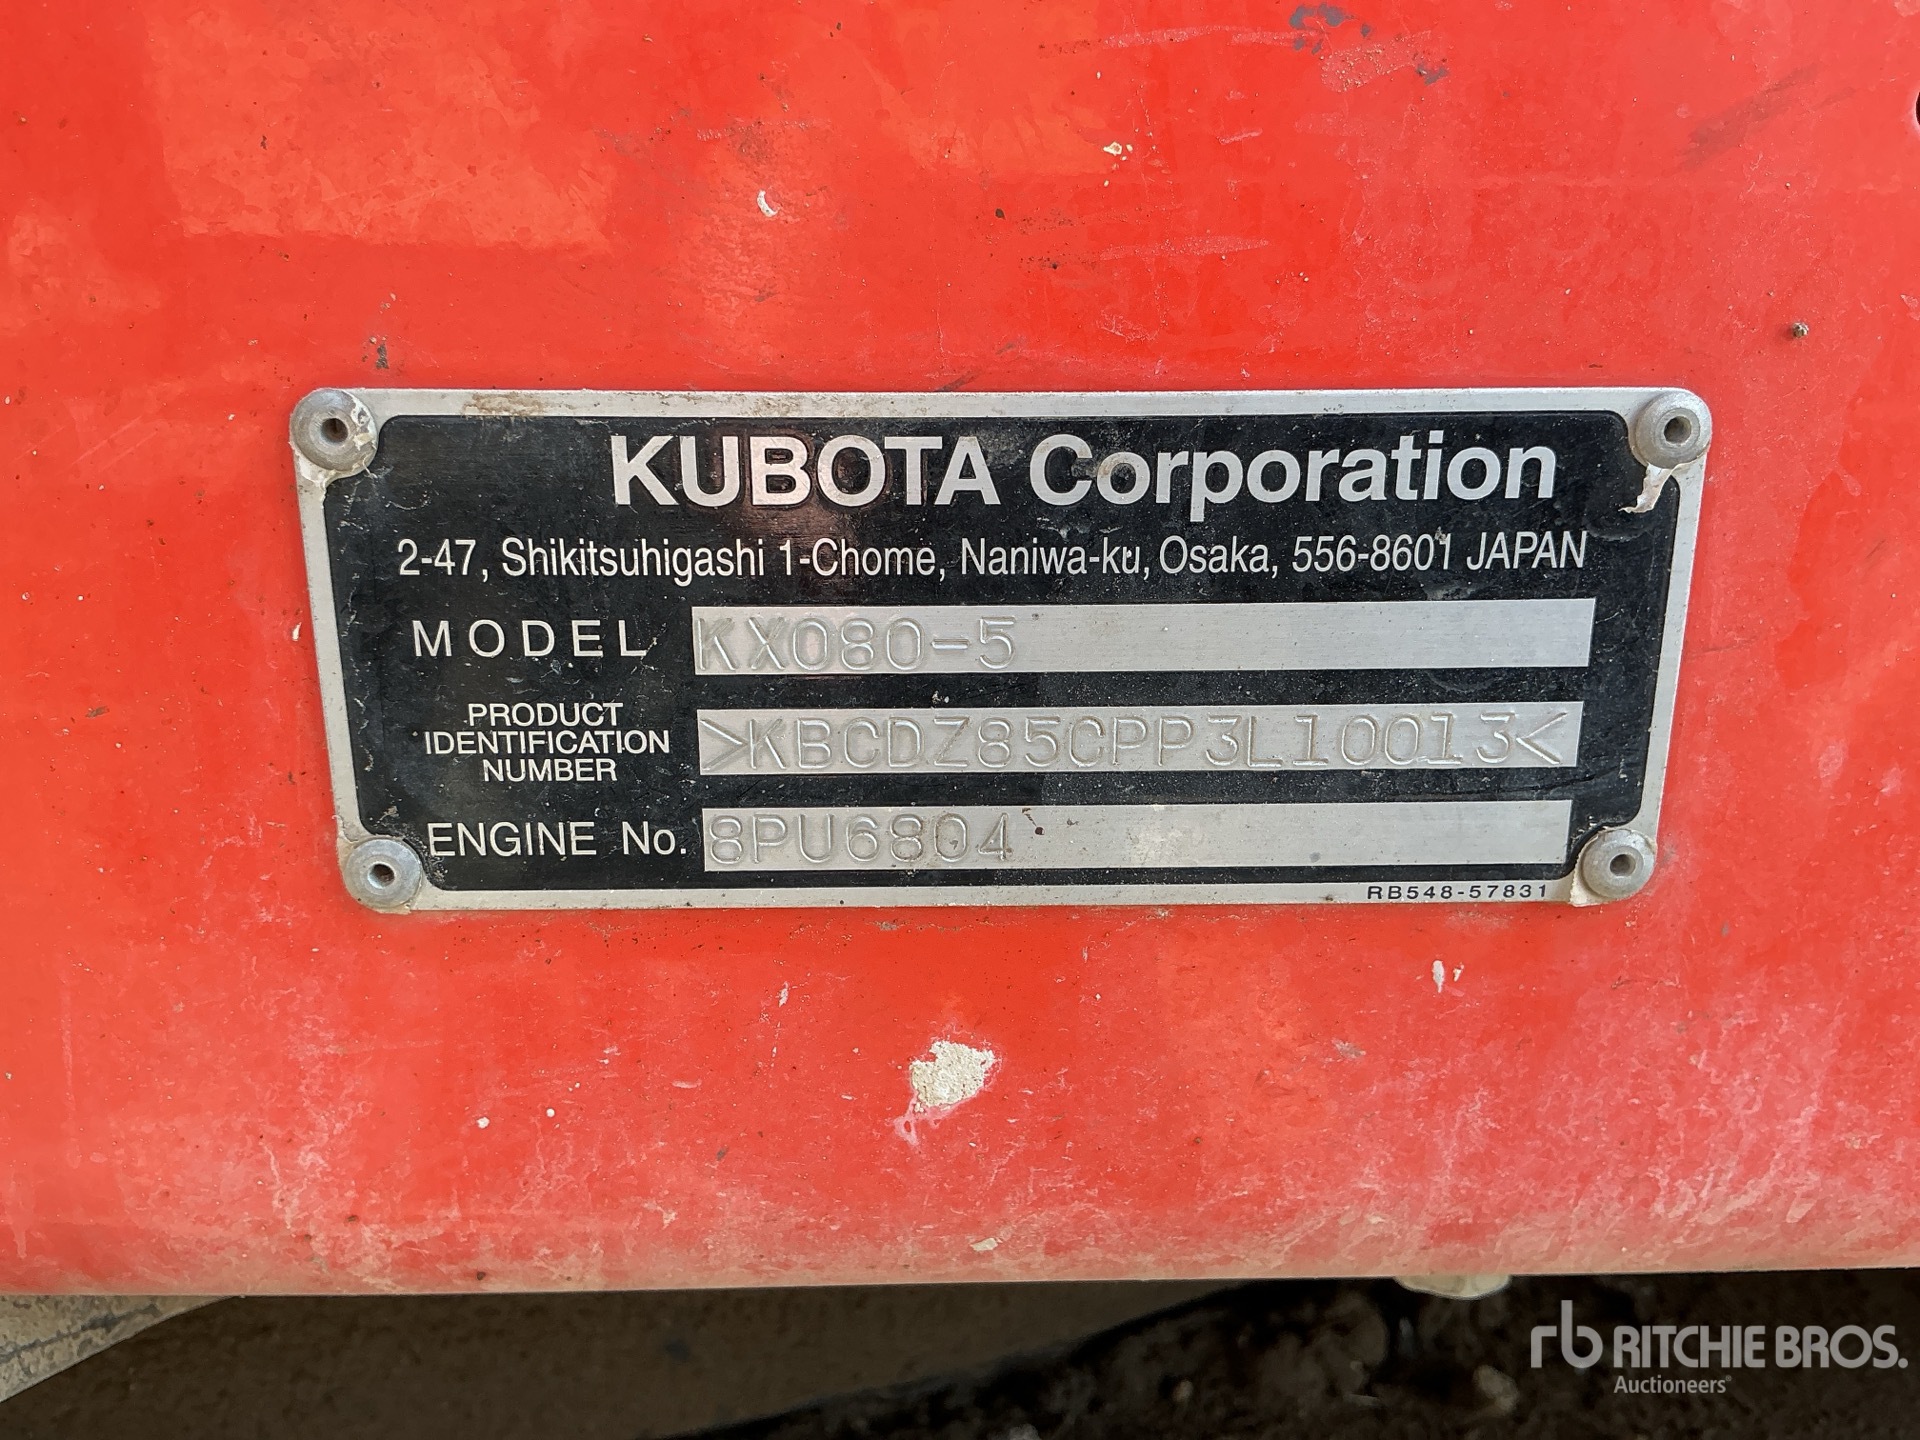 KUBOTA Corporation
2-47, Shikitsuhigashi 1-Chome, Naniwa-ku, Osaka, 556-8601 JAPAN
MODEL KX080-5
PRODUCT
IDENTIFICATION
NUMBER
>KBCDZ85CPP3L10013<
ENGINE No. 8PU6804
RB548-57831
rb RITCHIE BROS.
Auctioneers